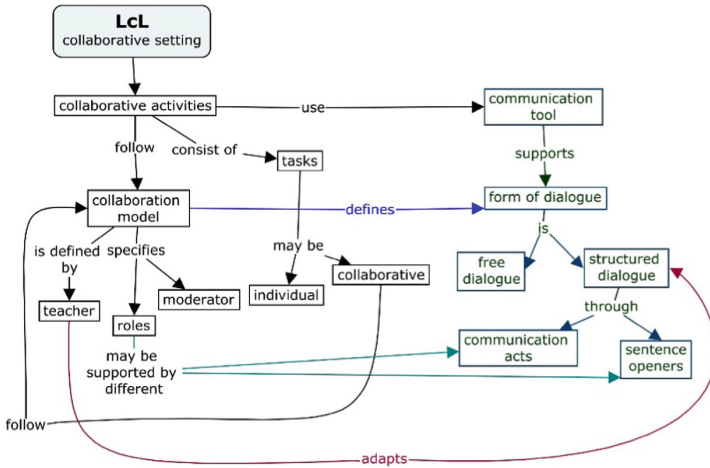 LcL
collaborative setting
collaborative activities
use
communication
tool
follow
consist of
tasks
supports
collaboration
model
defines
form of dialogue
is
is defined
by
specifies
may be
free
dialogue
structured
dialogue
collaborative
moderator
individual
teacher
roles
through
may be
supported by
different
communication
acts
sentence
openers
follow
adapts